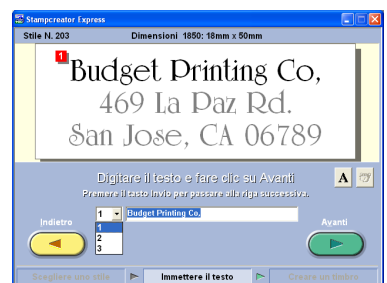 Stampcreator Express
Stile N. 203 Dimensioni 1850: 18mm x 50mm
1
Budget Printing Co,
469 La Paz Rd.
San Jose, CA 06789
Digitare il testo e fare clic su Avanti
A
Premere il tasto Invio per passare alla riga successiva.
Indietro
1 Budget Printing Co.
Avanti
1
2
3
Scegliere uno stile Immettere il testo Creare un timbro